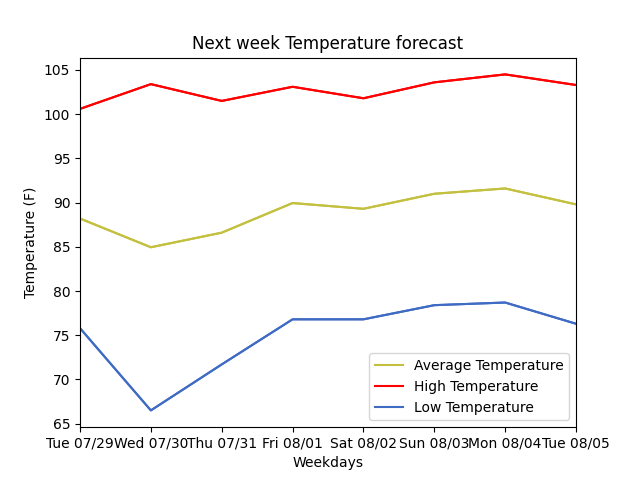 Next week Temperature forecast
Temperature (F)
105
100
95
90
85
80
75
70
65
Average Temperature
High Temperature
Low Temperature
Tue 07/29 Wed 07/30 Thu 07/31 Fri 08/01 Sat 08/02 Sun 08/03 Mon 08/04 Tue 08/05
Weekdays